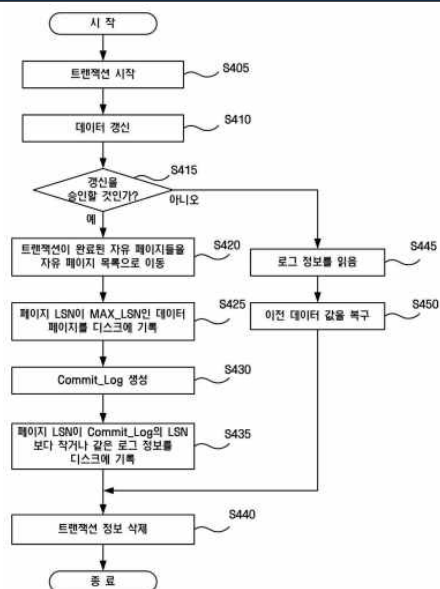 시 작
트랜잭션 시작
S405
데이터 갱신
S410
갱신을
승인할 것인가?
S415
아니오
예
트랜잭션이 완료된 자유 페이지들을
자유 페이지 목록으로 이동
S420
로그 정보를 읽음
S445
페이지 LSN이 MAX_LSN인 데이터
페이지를 디스크에 기록
S425
이전 데이터 값을 복구
S450
Commit_Log 생성
S430
페이지 LSN이 Commit_Log의 LSN
보다 작거나 같은 로그 정보를
디스크에 기록
S435
트랜잭션 정보 삭제
S440
종 료